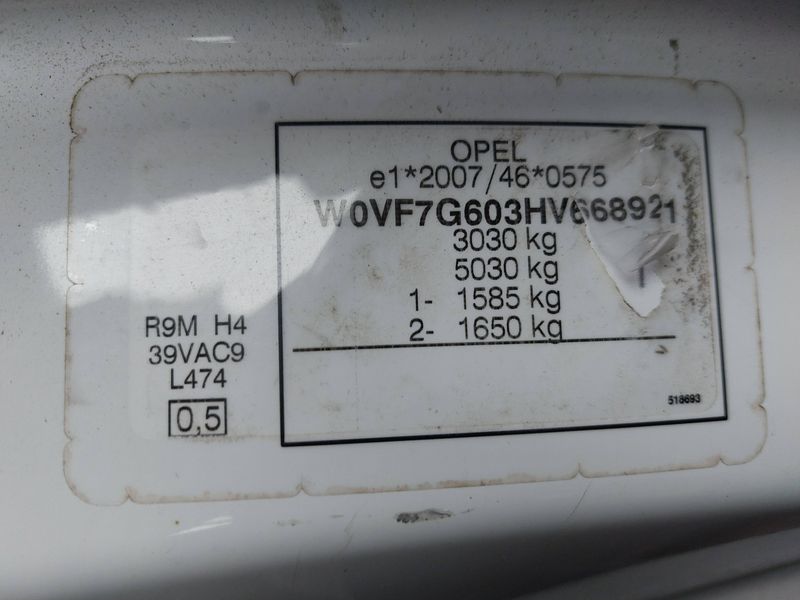 OPEL
e1*2007/46*0575
W0VF7G603HV668921
3030 kg
5030 kg
1- 1585 kg
2- 1650 kg
R9M H4
39VAC9
L474
0,5
518693